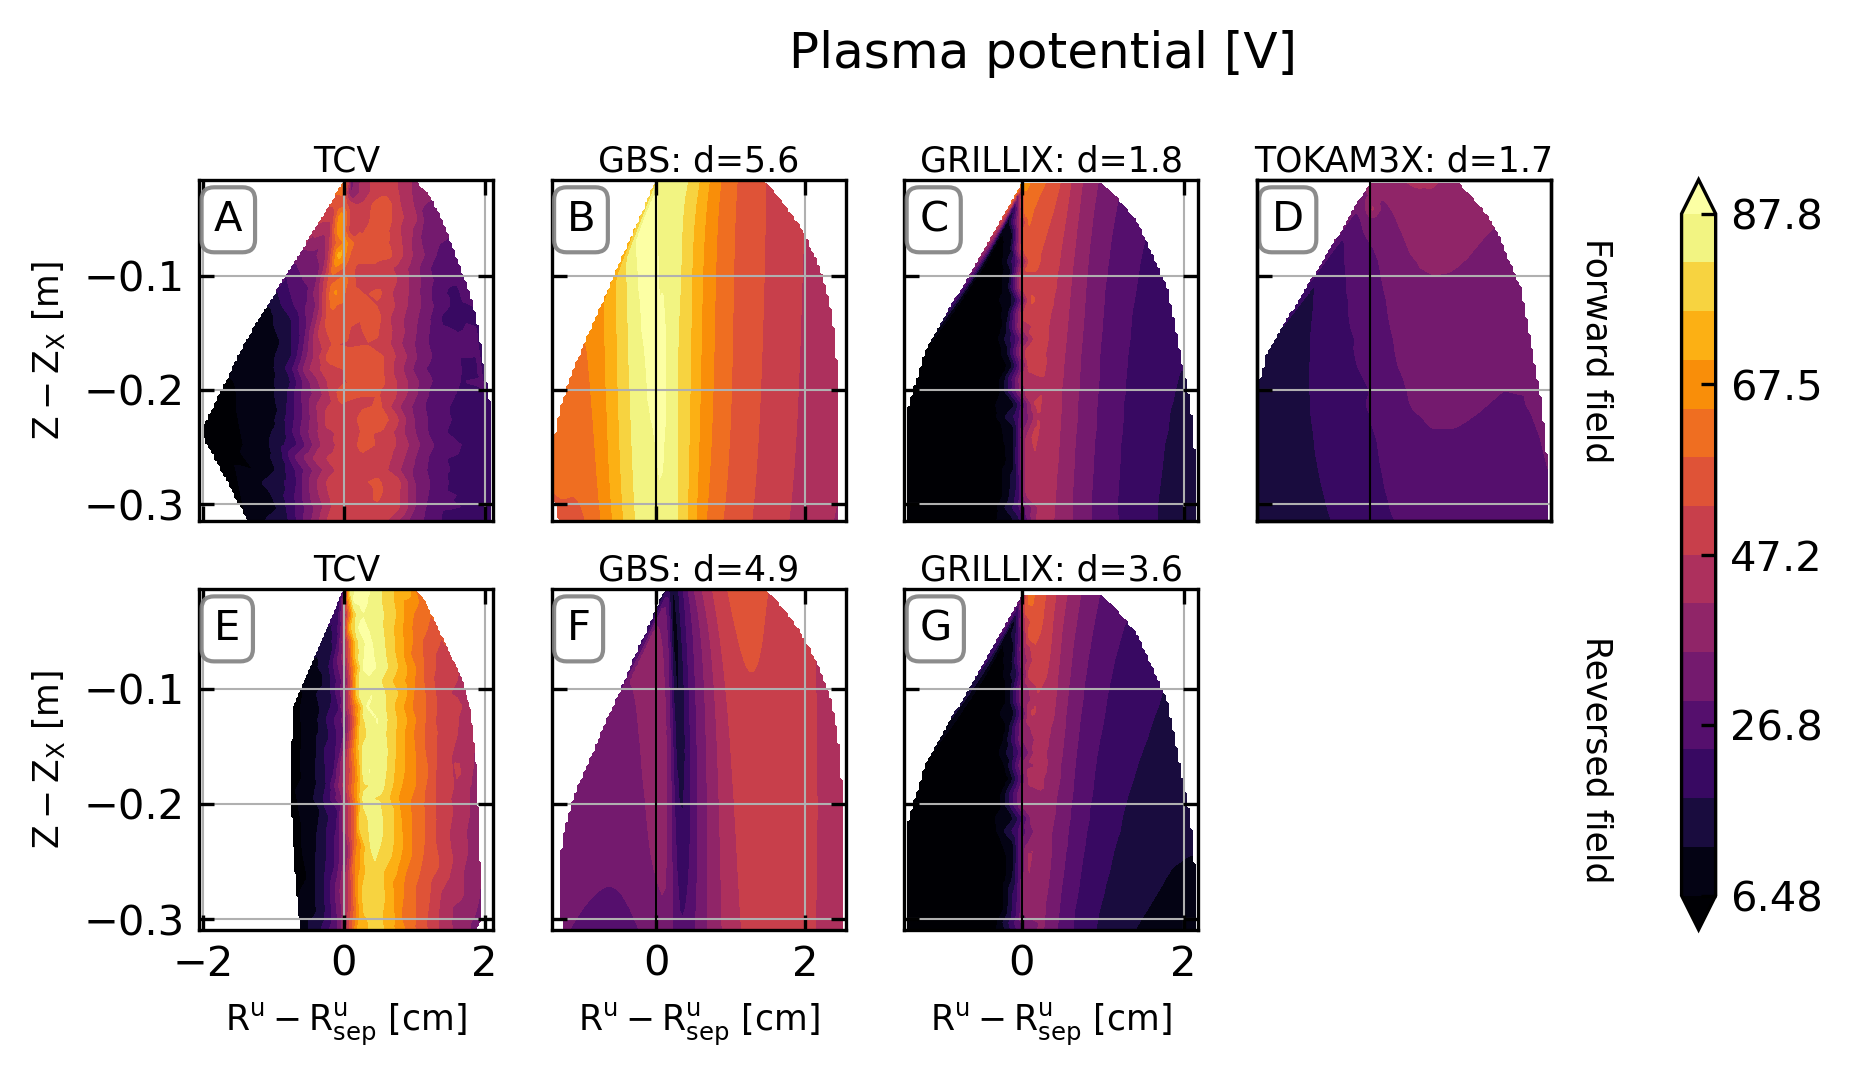 Plasma potential [V]
TCV
GBS: d=5.6
GRILLIX: d=1.8
TOKAM3X: d=1.7
A
B
C
D
Z − Z_X [m]
−0.1
−0.2
−0.3
Forward field
TCV
GBS: d=4.9
GRILLIX: d=3.6
E
F
G
Z − Z_X [m]
−0.1
−0.2
−0.3
Reversed field
−2 0 2
0 2
0 2
R^u − R^u_sep [cm]
R^u − R^u_sep [cm]
R^u − R^u_sep [cm]
87.8
67.5
47.2
26.8
6.48